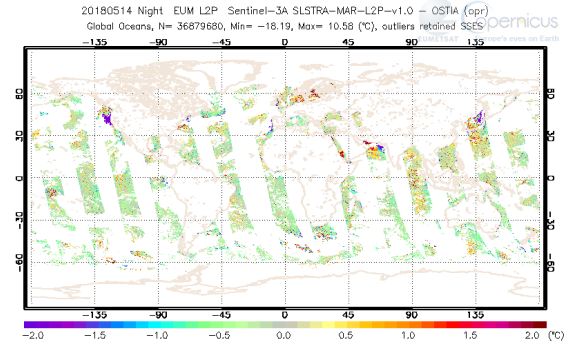 20180514 Night EUM L2P Sentinel-3A SLSTRA-MAR-L2P-v1.0 - OSTIA (opr)
Global Oceans, N= 36879680, Min= -18.19, Max= 10.58 (°C), outliers retained SSES
opernicus
EUMETSAT Europe's eyes on Earth
-135 -90 -45 0 45 90 135
60 60
30 30
0 0
-30 -30
-60 -60
-135 -90 -45 0 45 90 135
-2.0 -1.5 -1.0 -0.5 0.0 0.5 1.0 1.5 2.0 (°C)